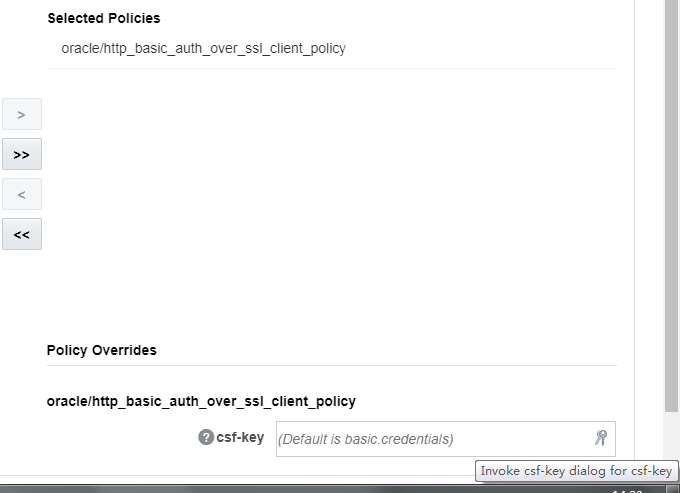 Selected Policies
oracle/http_basic_auth_over_ssl_client_policy
>
>>
<
<<
Policy Overrides
oracle/http_basic_auth_over_ssl_client_policy
? csf-key (Default is basic.credentials)
Invoke csf-key dialog for csf-key